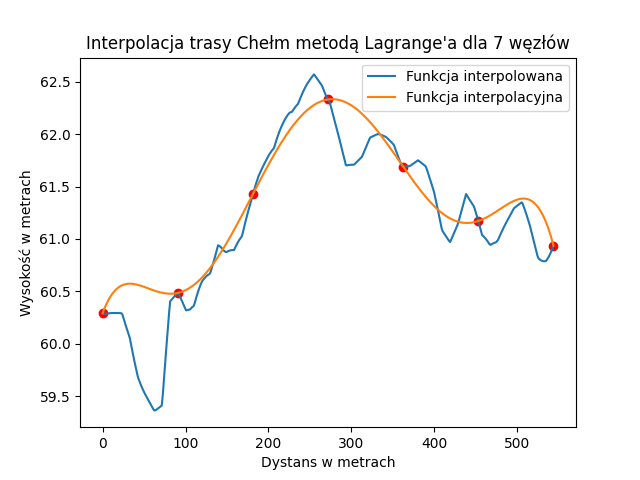 Interpolacja trasy Chełm metodą Lagrange'a dla 7 węzłów
Funkcja interpolowana
Funkcja interpolacyjna
Wysokość w metrach
62.5
62.0
61.5
61.0
60.5
60.0
59.5
0 100 200 300 400 500
Dystans w metrach